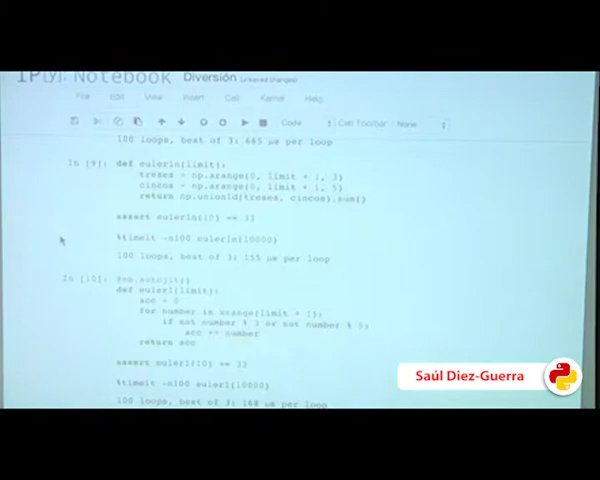 IP[y]: Notebook Diversión (unsaved changes)
File Edit View Insert Cell Kernel Help
Code Cell Toolbar: None
100 loops, best of 3: 665 µs per loop
In [9]: def euler1n(limit):
treses = np.arange(0, limit + 1, 3)
cincos = np.arange(0, limit + 1, 5)
return np.union1d(treses, cincos).sum()
assert euler1n(10) == 33
%timeit -n100 euler1n(10000)
100 loops, best of 3: 155 µs per loop
In [10]: @nb.autojit()
def euler1(limit):
acc = 0
for number in xrange(limit + 1):
if not number % 3 or not number % 5:
acc += number
return acc
assert euler1(10) == 33
%timeit -n100 euler1(10000)
100 loops, best of 3: 168 µs per loop
Saúl Diez-Guerra